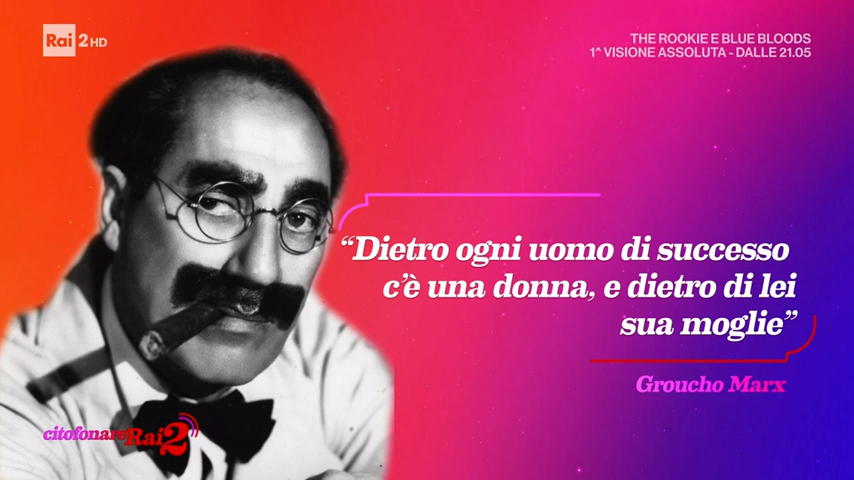 Rai 2 HD
THE ROOKIE E BLUE BLOODS
1^ VISIONE ASSOLUTA - DALLE 21.05
“Dietro ogni uomo di successo
c'è una donna, e dietro di lei
sua moglie”
Groucho Marx
citofonare Rai 2